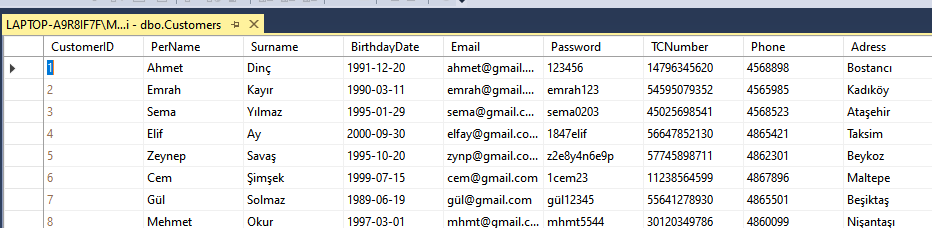 LAPTOP-A9R8IF7F\M...i - dbo.Customers
CustomerID PerName Surname BirthdayDate Email Password TCNumber Phone Adress
1 Ahmet Dinç 1991-12-20 ahmet@gmail.... 123456 14796345620 4568898 Bostancı
2 Emrah Kayır 1990-03-11 emrah@gmail.... emrah123 54595079352 4565985 Kadıköy
3 Sema Yılmaz 1995-01-29 sema@gmail.c... sema0203 45025698541 4568523 Ataşehir
4 Elif Ay 2000-09-30 elfay@gmail.co... 1847elif 56647852130 4865421 Taksim
5 Zeynep Savaş 1995-10-20 zynp@gmail.co... z2e8y4n6e9p 57745898711 4862301 Beykoz
6 Cem Şimşek 1999-07-15 cem@gmail.com 1cem23 11238564599 4867896 Maltepe
7 Gül Solmaz 1989-06-19 gül@gmail.com gül12345 55641278930 4865501 Beşiktaş
8 Mehmet Okur 1997-03-01 mhmt@gmail.c... mhmt5544 30120349786 4860099 Nişantaşı